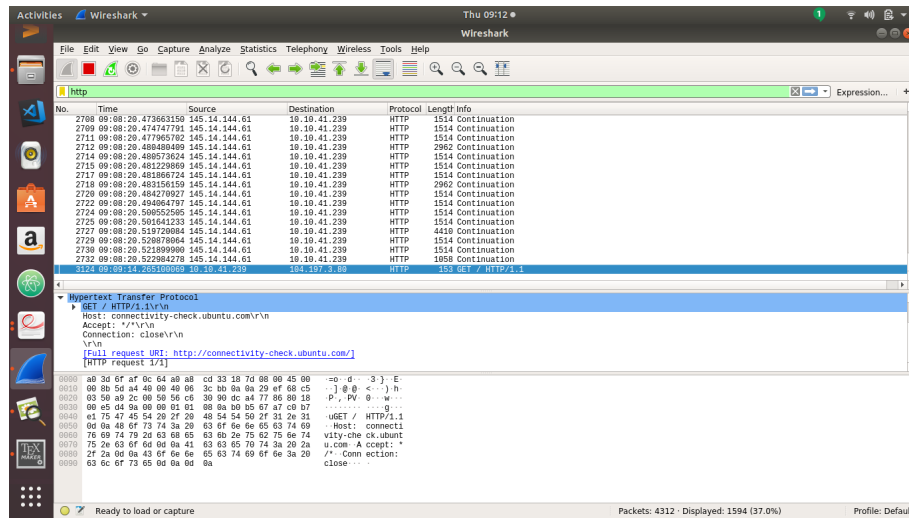 Activities Wireshark Thu 09:12 1
Wireshark
File Edit View Go Capture Analyze Statistics Telephony Wireless Tools Help
http Expression... +
No. Time Source Destination Protocol Length Info
2708 09:08:20.473663150 145.14.144.61 10.10.41.239 HTTP 1514 Continuation
2709 09:08:20.474747791 145.14.144.61 10.10.41.239 HTTP 1514 Continuation
2711 09:08:20.477965702 145.14.144.61 10.10.41.239 HTTP 1514 Continuation
2712 09:08:20.480480409 145.14.144.61 10.10.41.239 HTTP 2962 Continuation
2714 09:08:20.480573624 145.14.144.61 10.10.41.239 HTTP 1514 Continuation
2715 09:08:20.481229869 145.14.144.61 10.10.41.239 HTTP 1514 Continuation
2717 09:08:20.481866724 145.14.144.61 10.10.41.239 HTTP 1514 Continuation
2718 09:08:20.483156159 145.14.144.61 10.10.41.239 HTTP 2962 Continuation
2720 09:08:20.484270927 145.14.144.61 10.10.41.239 HTTP 1514 Continuation
2722 09:08:20.494064797 145.14.144.61 10.10.41.239 HTTP 1514 Continuation
2724 09:08:20.500552505 145.14.144.61 10.10.41.239 HTTP 1514 Continuation
2725 09:08:20.501641233 145.14.144.61 10.10.41.239 HTTP 1514 Continuation
2727 09:08:20.519720084 145.14.144.61 10.10.41.239 HTTP 4410 Continuation
2729 09:08:20.520878064 145.14.144.61 10.10.41.239 HTTP 1514 Continuation
2730 09:08:20.521899900 145.14.144.61 10.10.41.239 HTTP 1514 Continuation
2732 09:08:20.522984278 145.14.144.61 10.10.41.239 HTTP 1058 Continuation
3124 09:09:14.265100069 10.10.41.239 104.197.3.80 HTTP 153 GET / HTTP/1.1
Hypertext Transfer Protocol
GET / HTTP/1.1\r\n
Host: connectivity-check.ubuntu.com\r\n
Accept: */*\r\n
Connection: close\r\n
\r\n
[Full request URI: http://connectivity-check.ubuntu.com/]
[HTTP request 1/1]
0000 a0 3d 6f af 0c 64 a0 a8 cd 33 18 7d 08 00 45 00 ·=o··d·· ·3·}··E·
0010 00 8b 5d a4 40 00 40 06 3c bb 0a 0a 29 ef 68 c5 ··]·@·@· <···)·h·
0020 03 50 a9 2c 00 50 56 c6 30 90 dc a4 77 86 80 18 ·P·,·PV· 0···w···
0030 00 e5 d4 9a 00 00 01 01 08 0a b0 b5 67 a7 c0 b7 ········ ····g···
0040 e1 75 47 45 54 20 2f 20 48 54 54 50 2f 31 2e 31 ·uGET / HTTP/1.1
0050 0d 0a 48 6f 73 74 3a 20 63 6f 6e 6e 65 63 74 69 ··Host: connecti
0060 76 69 74 79 2d 63 68 65 63 6b 2e 75 62 75 6e 74 vity-che ck.ubunt
0070 75 2e 63 6f 6d 0d 0a 41 63 63 65 70 74 3a 20 2a u.com··A ccept: *
0080 2f 2a 0d 0a 43 6f 6e 6e 65 63 74 69 6f 6e 3a 20 /*··Conn ection:
0090 63 6c 6f 73 65 0d 0a 0d 0a close··· ·
Ready to load or capture Packets: 4312 · Displayed: 1594 (37.0%) Profile: Defau